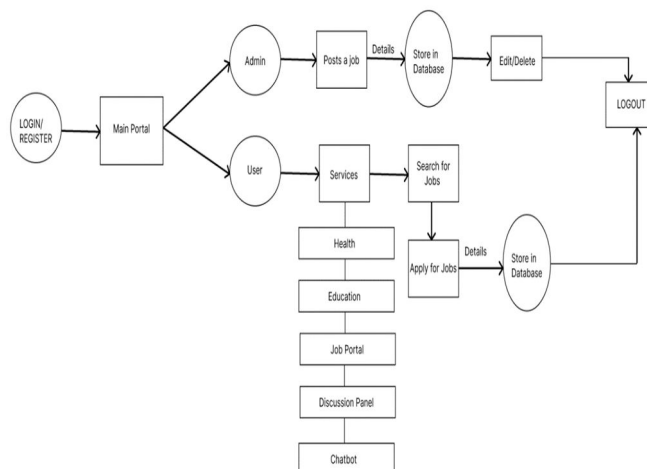 LOGIN/
REGISTER
Main Portal
Admin
Posts a job
Details
Store in
Database
Edit/Delete
LOGOUT
User
Services
Search for
Jobs
Apply for Jobs
Details
Store in
Database
Health
Education
Job Portal
Discussion Panel
Chatbot